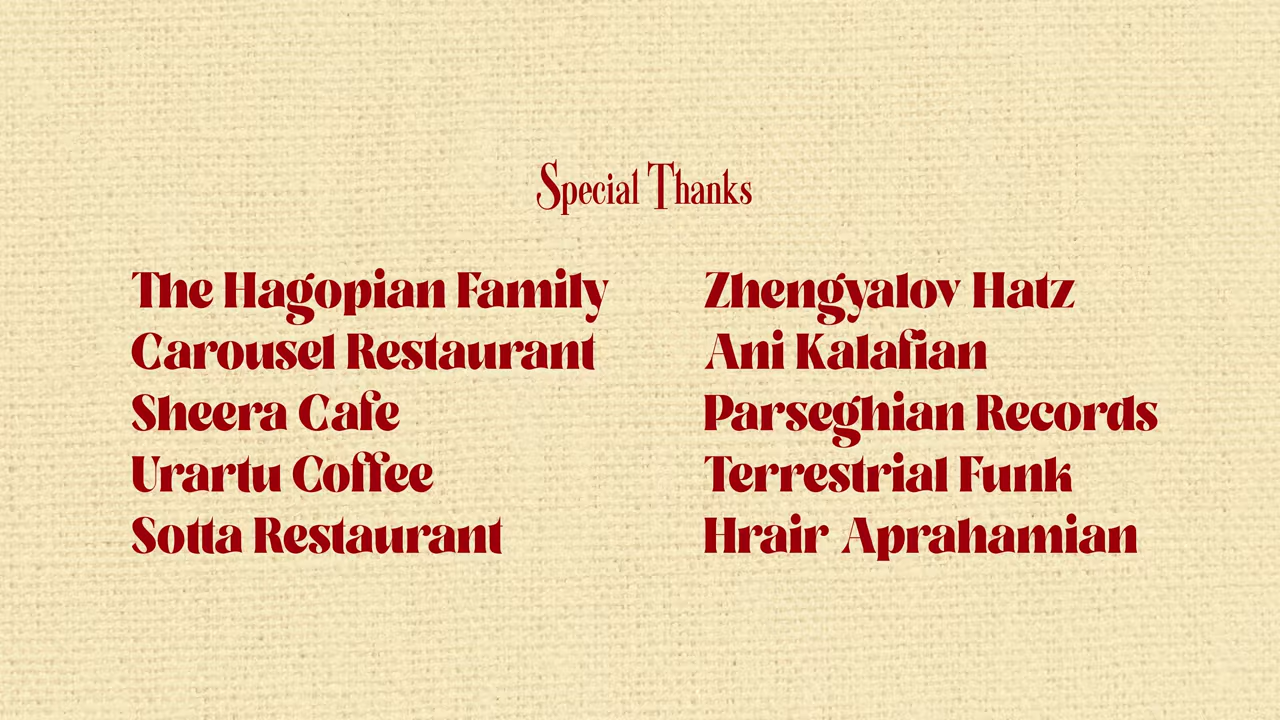 Special Thanks
The Hagopian Family
Carousel Restaurant
Sheera Cafe
Urartu Coffee
Sotta Restaurant
Zhengyalov Hatz
Ani Kalafian
Parseghian Records
Terrestrial Funk
Hrair Aprahamian